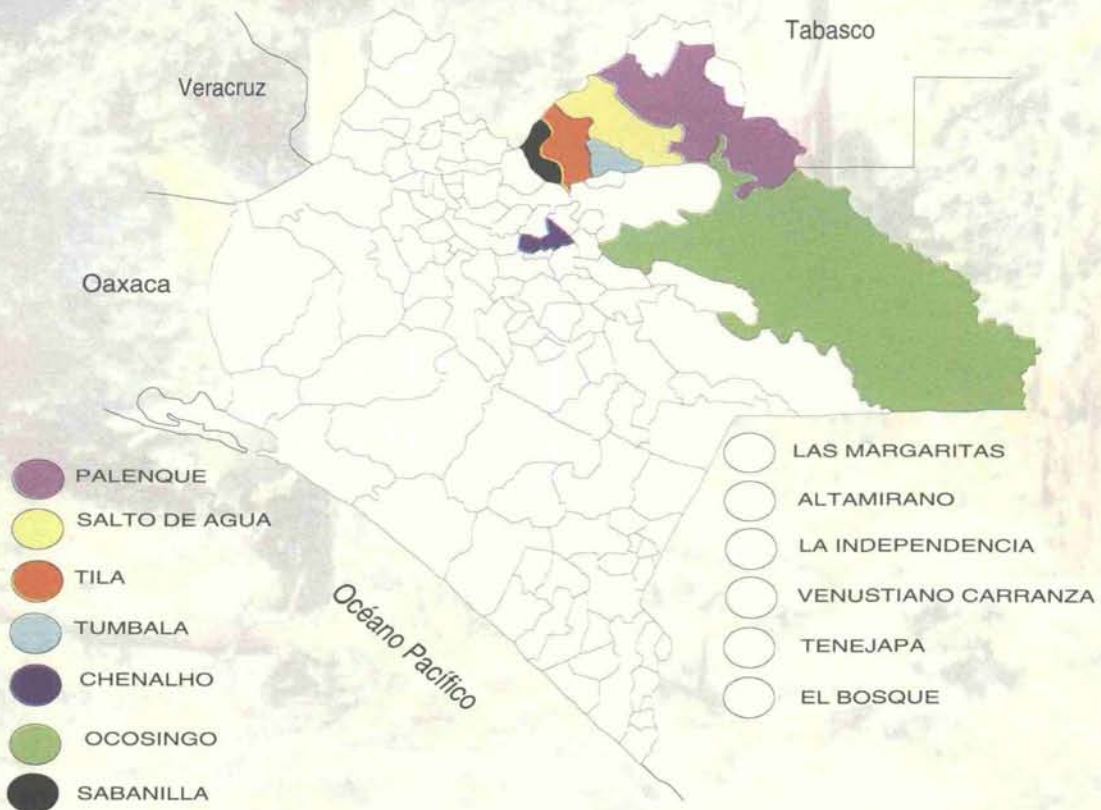 Tabasco
Veracruz
Oaxaca
Océano Pacífico
PALENQUE
SALTO DE AGUA
TILA
TUMBALA
CHENALHO
OCOSINGO
SABANILLA
LAS MARGARITAS
ALTAMIRANO
LA INDEPENDENCIA
VENUSTIANO CARRANZA
TENEJAPA
EL BOSQUE